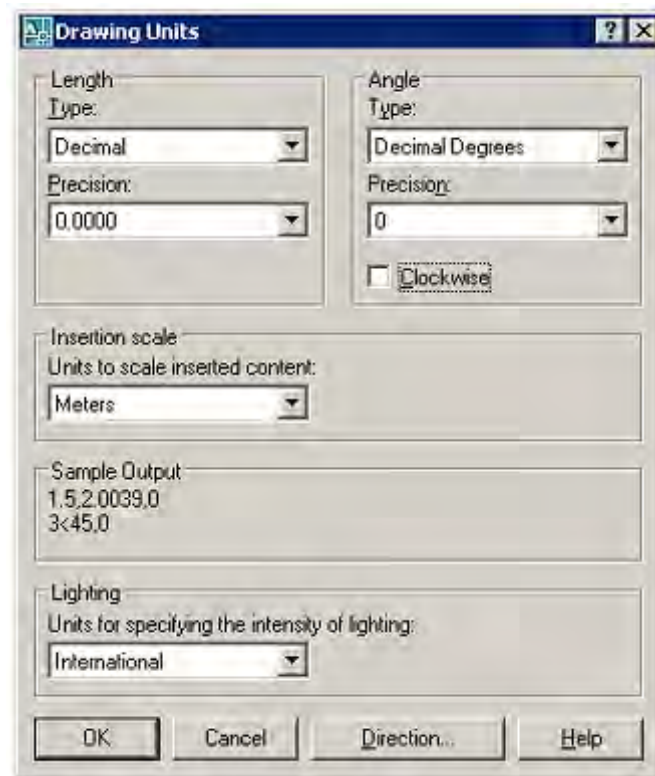 Drawing Units
Length
Type:
Decimal
Precision:
0.0000
Angle
Type:
Decimal Degrees
Precision:
0
Clockwise
Insertion scale
Units to scale inserted content:
Meters
Sample Output
1.5,2.0039,0
3<45,0
Lighting
Units for specifying the intensity of lighting:
International
OK Cancel Direction... Help